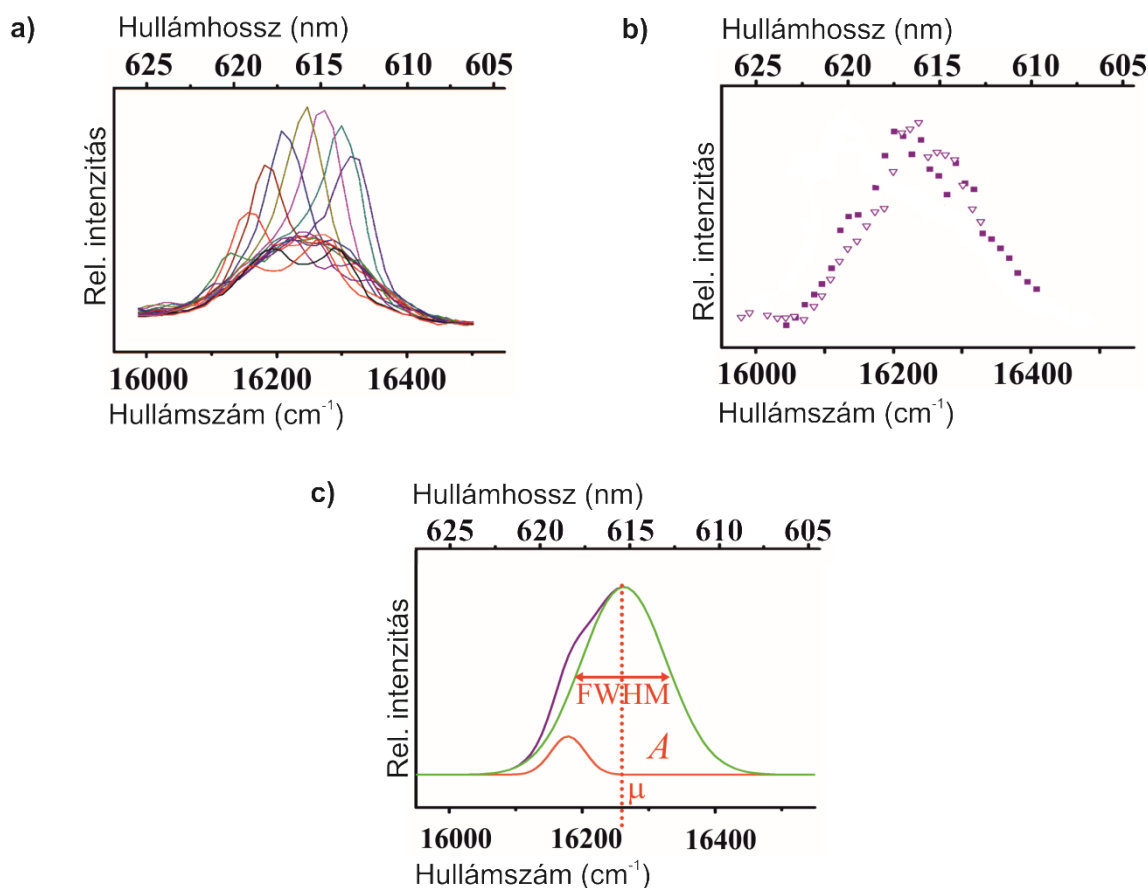 a)
Hullámhossz (nm)
625 620 615 610 605
Rel. intenzitás
16000 16200 16400
Hullámszám (cm⁻¹)
b)
Hullámhossz (nm)
625 620 615 610 605
Rel. intenzitás
16000 16200 16400
Hullámszám (cm⁻¹)
c)
Hullámhossz (nm)
625 620 615 610 605
Rel. intenzitás
FWHM
A
μ
16000 16200 16400
Hullámszám (cm⁻¹)